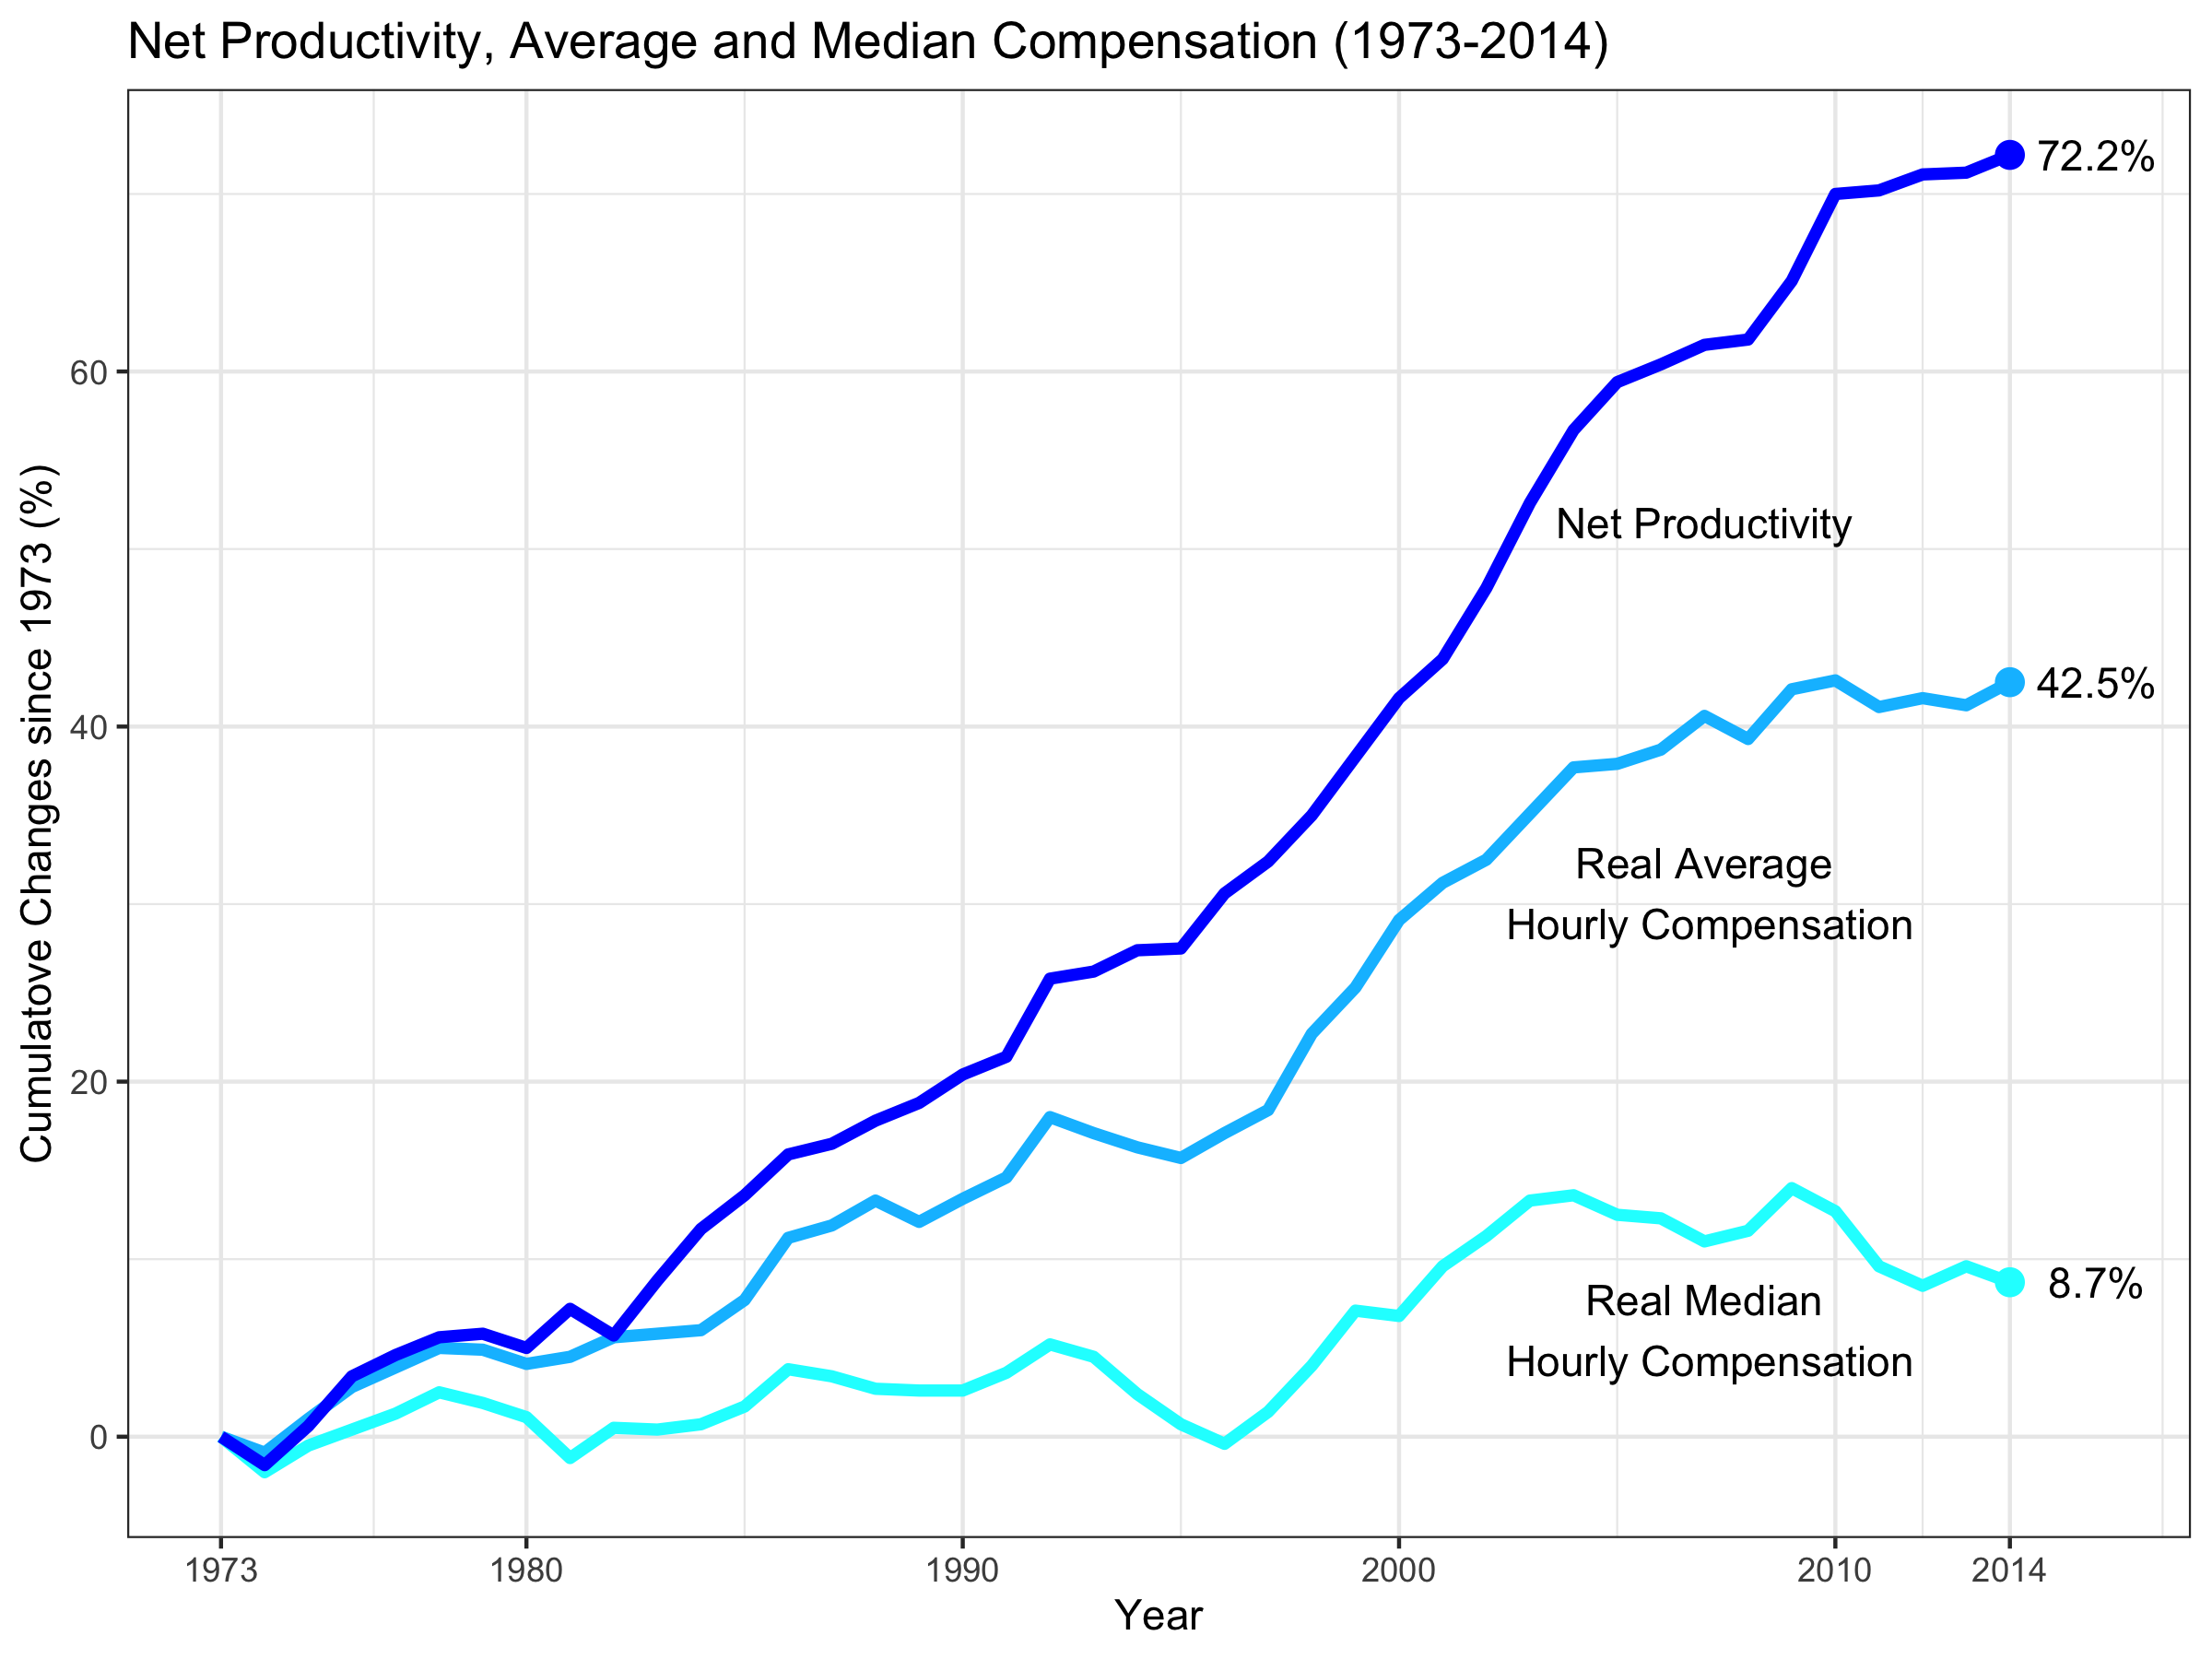 Net Productivity, Average and Median Compensation (1973-2014)
72.2%
60
Net Productivity
Cumulatove Changes since 1973 (%)
42.5%
40
Real Average
Hourly Compensation
20
8.7%
Real Median
Hourly Compensation
0
1973
1980
1990
2000
2010
2014
Year